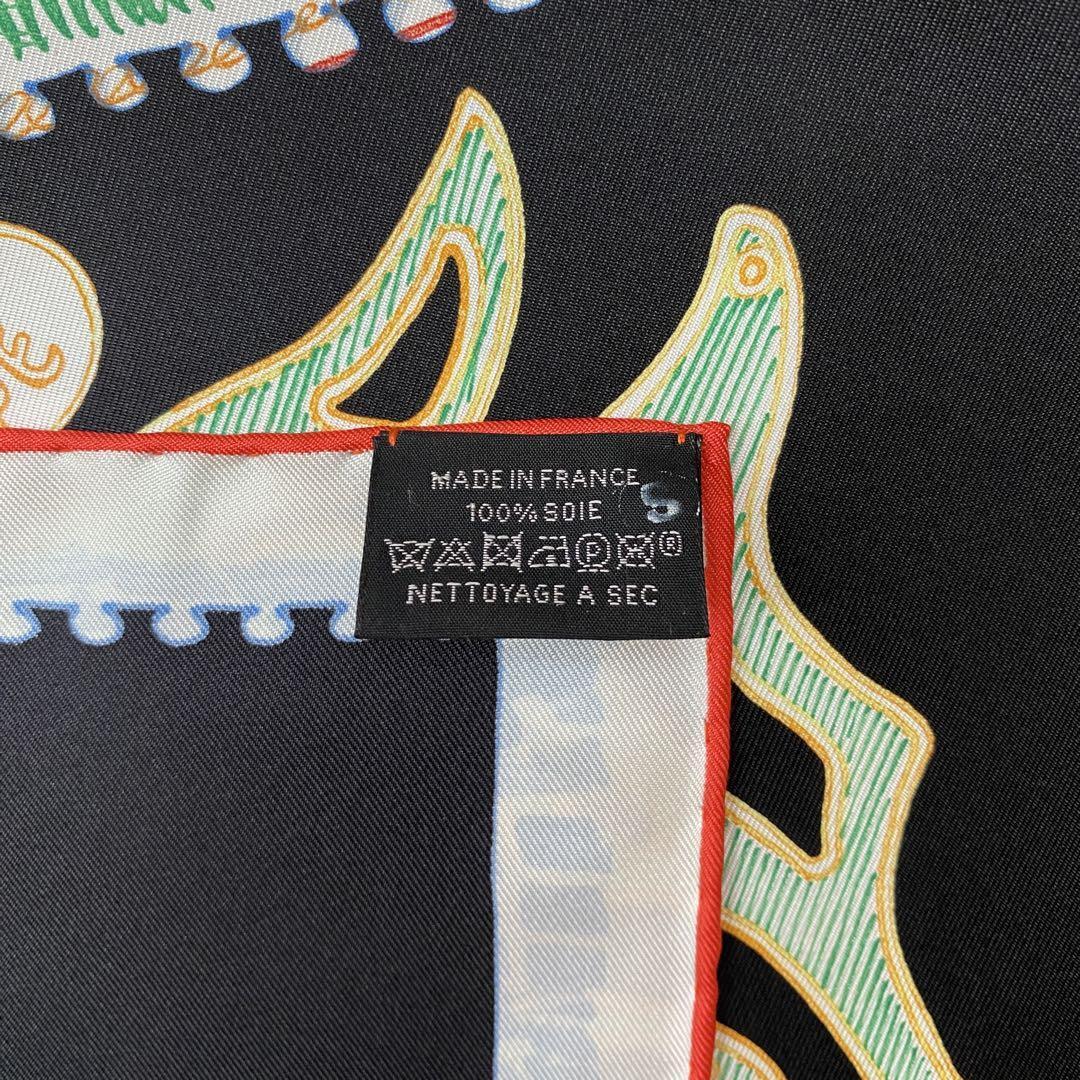 MADE IN FRANCE
100% SOIE S
P ®
NETTOYAGE A SEC